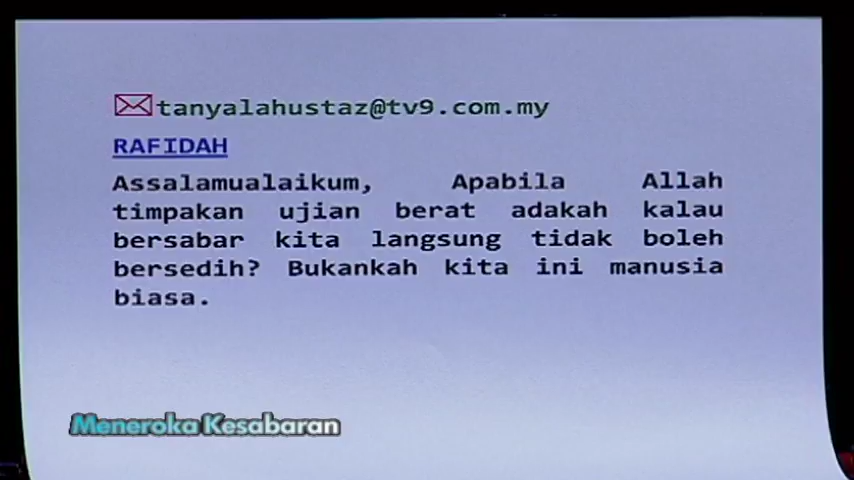 tanyalahustaz@tv9.com.my
RAFIDAH
Assalamualaikum, Apabila Allah
timpakan ujian berat adakah kalau
bersabar kita langsung tidak boleh
bersedih? Bukankah kita ini manusia
biasa.
Meneroka Kesabaran